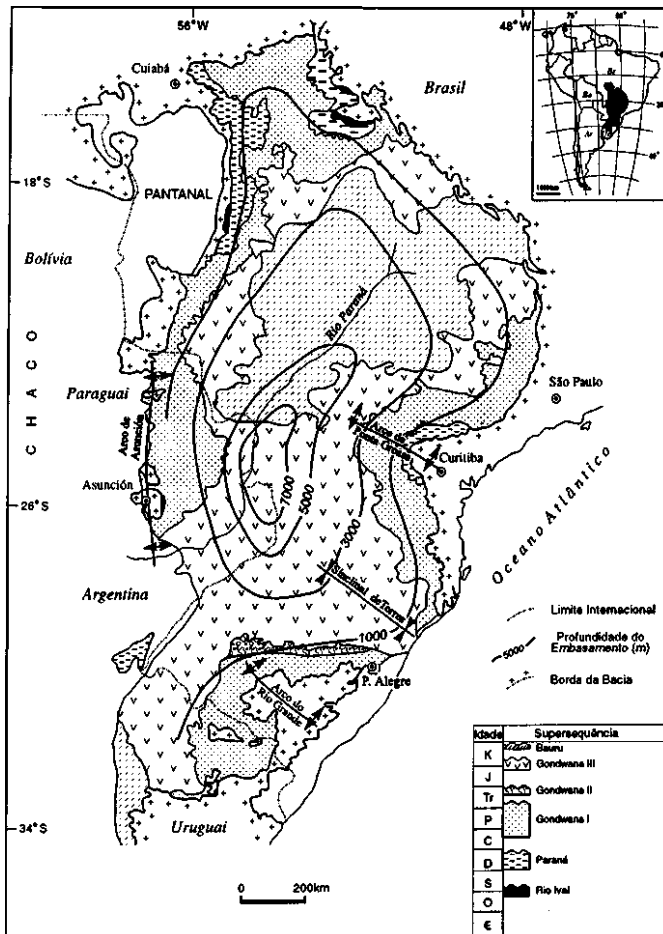 56°W
48°W
Cuiabá
Brasil
18°S
PANTANAL
Bolívia
Rio Paraná
CHACO
Paraguai
Arco de
Asunción
São Paulo
Arco de
Ponta Grossa
Curitiba
Asunción
7000
5000
3000
26°S
Oceano Atlântico
Argentina
Sinclinal de Torres
1000
P. Alegre
Arco do
Rio Grande
Limite Internacional
5000
Profundidade do
Embasamento (m)
Borda da Bacia
34°S
Uruguai
0 200km
Idade Supersequência
Bauru
K
Gondwana III
J
Gondwana II
Tr
P
Gondwana I
C
D
Paraná
S
Rio Ivaí
O
Є